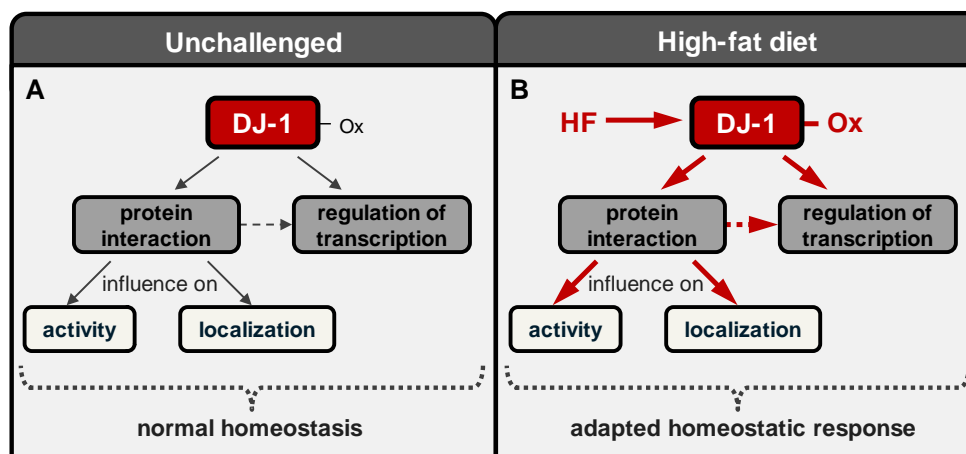 Unchallenged
A
DJ-1
Ox
protein
interaction
regulation of
transcription
influence on
activity
localization
normal homeostasis
High-fat diet
B
HF
DJ-1
Ox
protein
interaction
regulation of
transcription
influence on
activity
localization
adapted homeostatic response